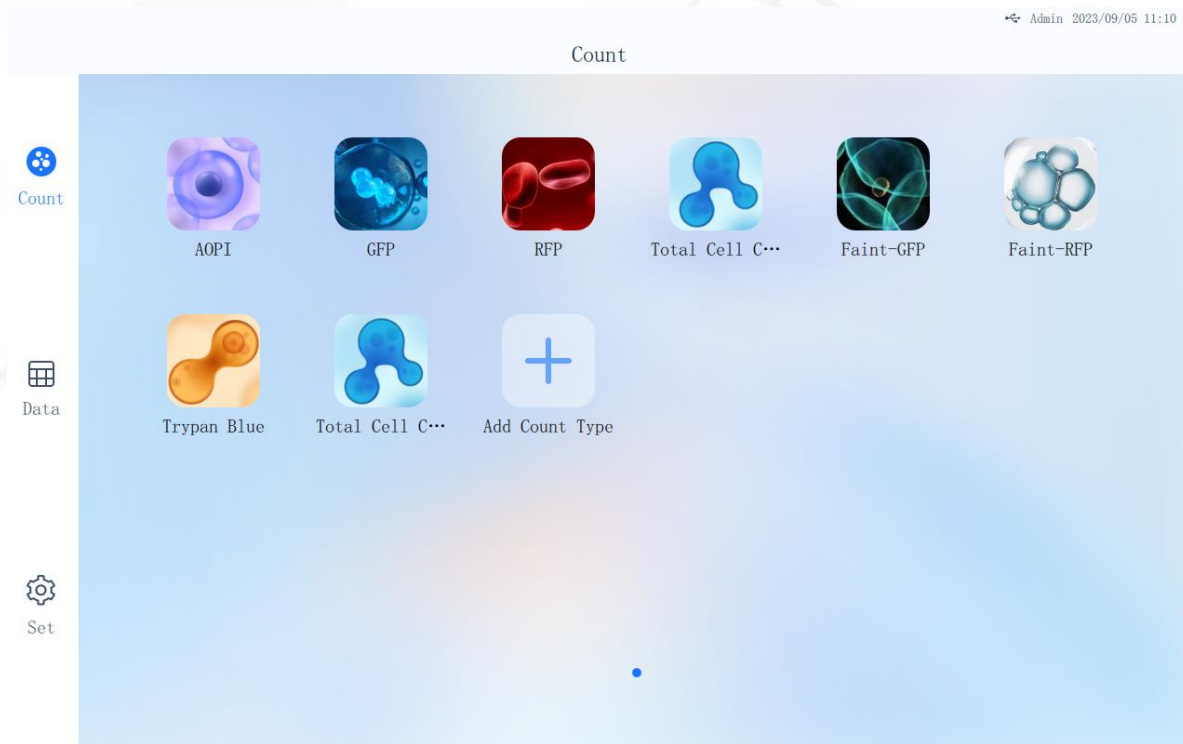 Admin 2023/09/05 11:10
Count
Count
AOPI
GFP
RFP
Total Cell C···
Faint-GFP
Faint-RFP
Data
Trypan Blue
Total Cell C···
Add Count Type
Set